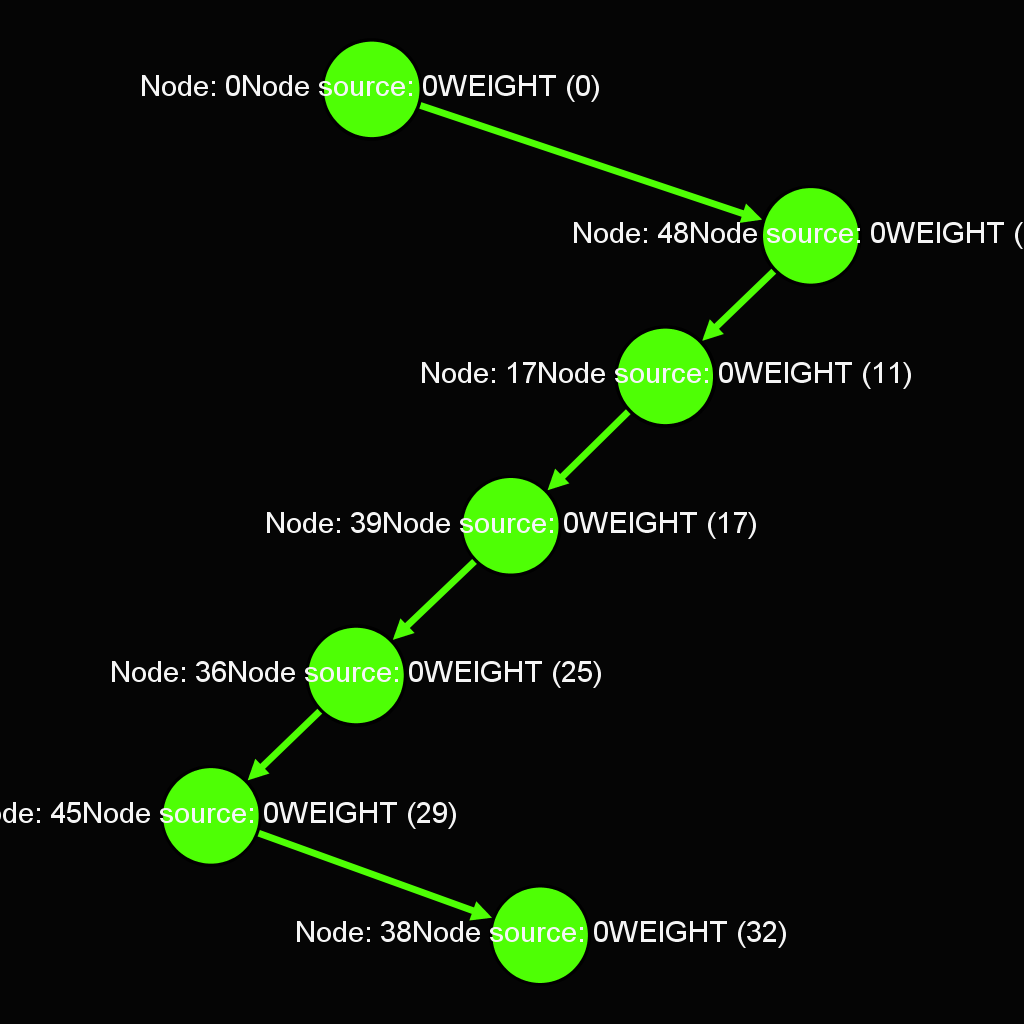 Node: 0Node source: 0WEIGHT (0)
Node: 48Node source: 0WEIGHT (
Node: 17Node source: 0WEIGHT (11)
Node: 39Node source: 0WEIGHT (17)
Node: 36Node source: 0WEIGHT (25)
de: 45Node source: 0WEIGHT (29)
Node: 38Node source: 0WEIGHT (32)